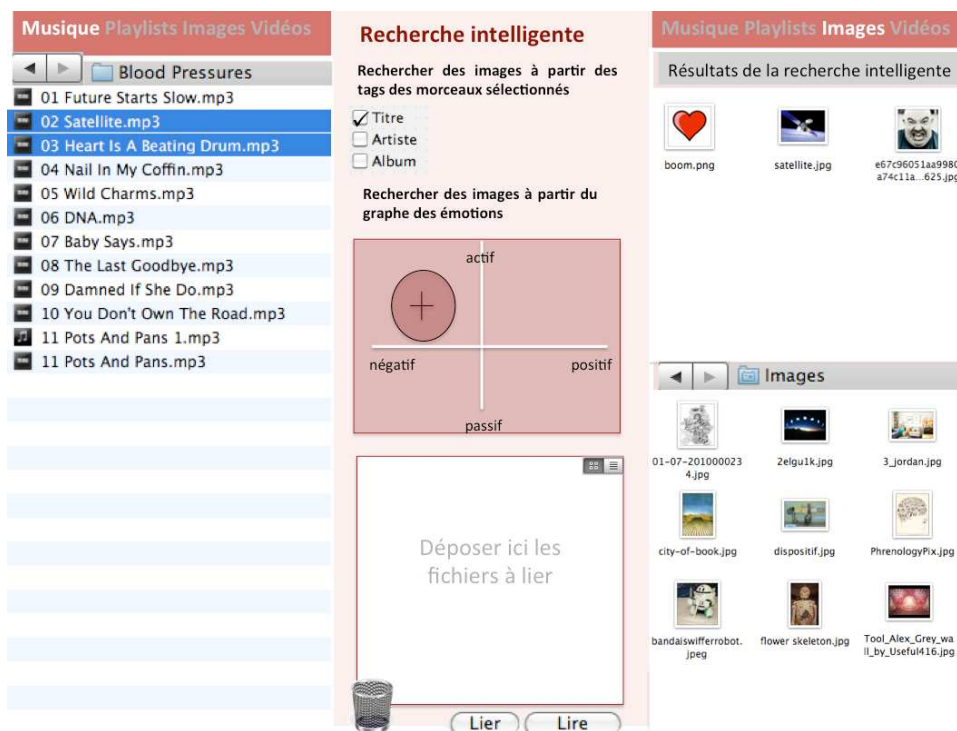 Musique Playlists Images Vidéos
Blood Pressures
01 Future Starts Slow.mp3
02 Satellite.mp3
03 Heart Is A Beating Drum.mp3
04 Nail In My Coffin.mp3
05 Wild Charms.mp3
06 DNA.mp3
07 Baby Says.mp3
08 The Last Goodbye.mp3
09 Damned If She Do.mp3
10 You Don't Own The Road.mp3
11 Pots And Pans 1.mp3
11 Pots And Pans.mp3
Recherche intelligente
Rechercher des images à partir des
tags des morceaux sélectionnés
Titre
Artiste
Album
Rechercher des images à partir du
graphe des émotions
actif
négatif
positif
passif
Déposer ici les
fichiers à lier
Lier
Lire
Musique Playlists Images Vidéos
Résultats de la recherche intelligente
boom.png
satellite.jpg
e67c96051aa9980
a74c11a...625.jpg
Images
01-07-201000023
4.jpg
2elgu1k.jpg
3_jordan.jpg
city-of-book.jpg
dispositif.jpg
PhrenologyPix.jpg
bandaiswifferrobot.
jpeg
flower skeleton.jpg
Tool_Alex_Grey_wa
ll_by_Useful416.jpg